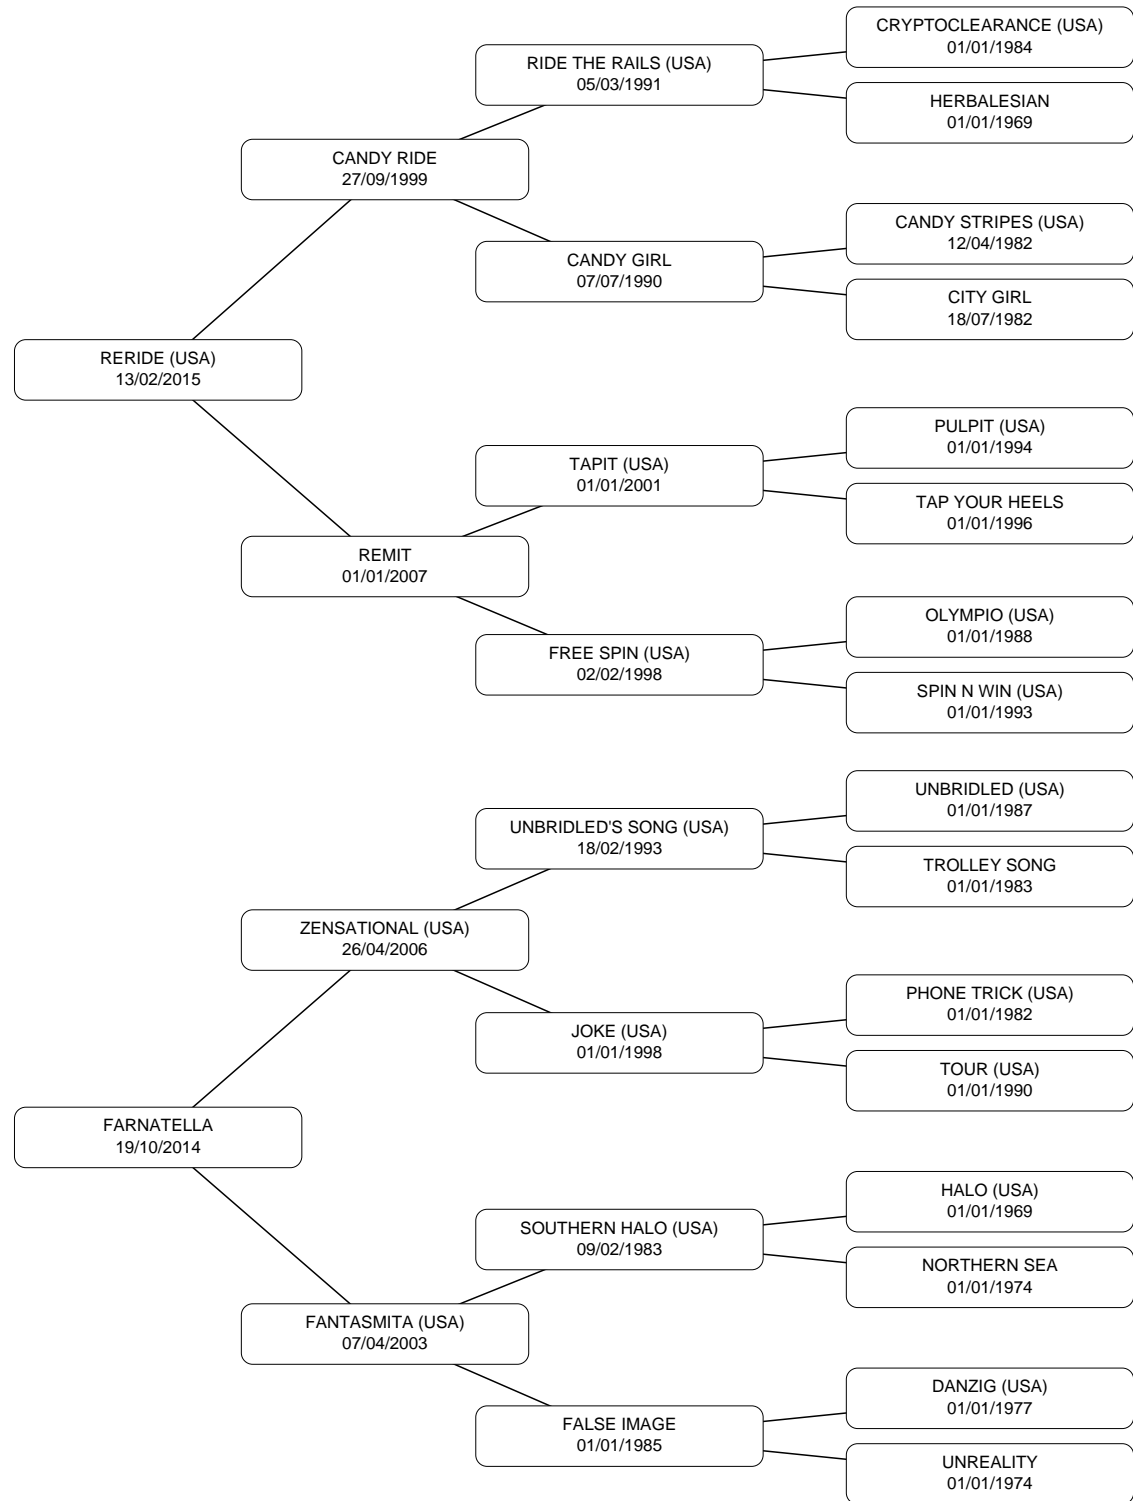 CRYPTOCLEARANCE (USA)
01/01/1984
RIDE THE RAILS (USA)
05/03/1991
HERBALESIAN
01/01/1969
CANDY RIDE
27/09/1999
CANDY STRIPES (USA)
12/04/1982
CANDY GIRL
07/07/1990
CITY GIRL
18/07/1982
RERIDE (USA)
13/02/2015
PULPIT (USA)
01/01/1994
TAPIT (USA)
01/01/2001
TAP YOUR HEELS
01/01/1996
REMIT
01/01/2007
OLYMPIO (USA)
01/01/1988
FREE SPIN (USA)
02/02/1998
SPIN N WIN (USA)
01/01/1993
UNBRIDLED (USA)
01/01/1987
UNBRIDLED'S SONG (USA)
18/02/1993
TROLLEY SONG
01/01/1983
ZENSATIONAL (USA)
26/04/2006
PHONE TRICK (USA)
01/01/1982
JOKE (USA)
01/01/1998
TOUR (USA)
01/01/1990
FARNATELLA
19/10/2014
HALO (USA)
01/01/1969
SOUTHERN HALO (USA)
09/02/1983
NORTHERN SEA
01/01/1974
FANTASMITA (USA)
07/04/2003
DANZIG (USA)
01/01/1977
FALSE IMAGE
01/01/1985
UNREALITY
01/01/1974